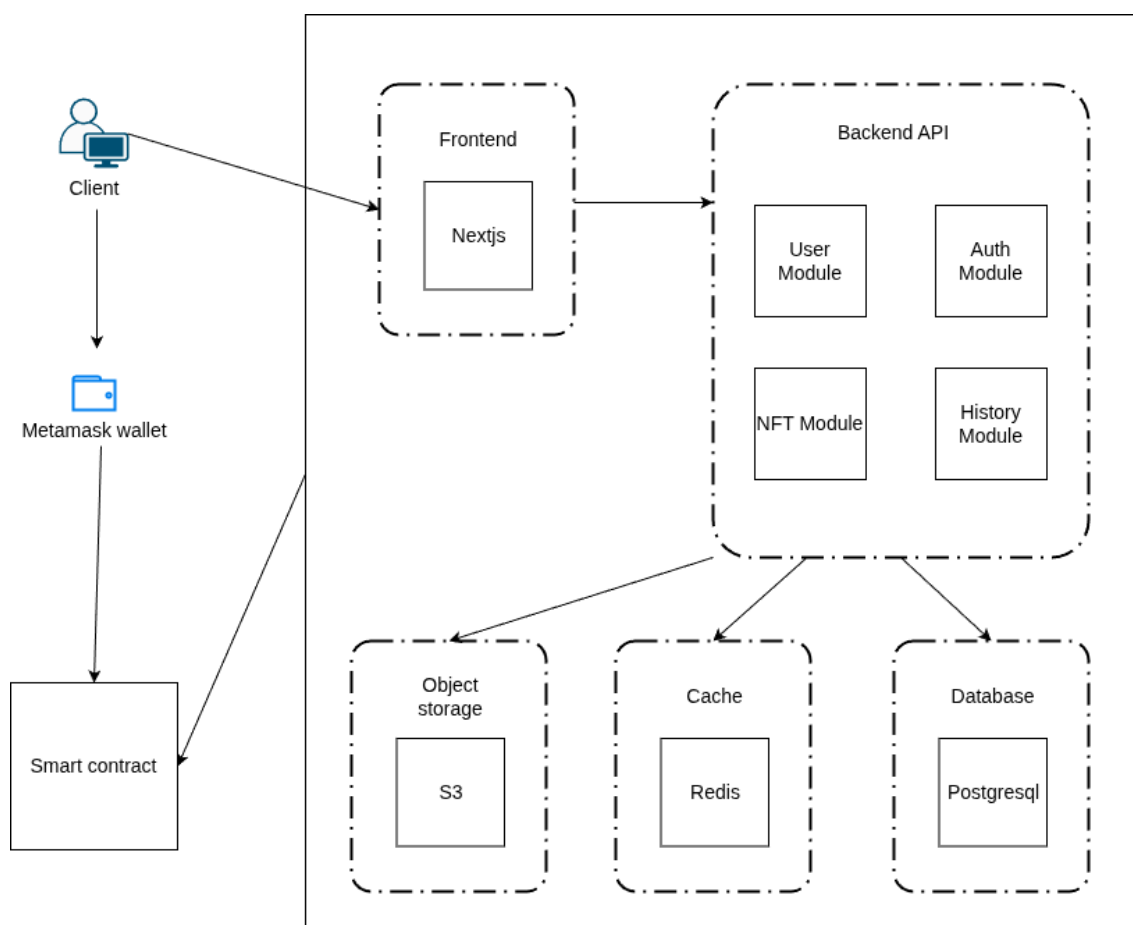 Client
Metamask wallet
Smart contract
Frontend
Nextjs
Backend API
User
Module
Auth
Module
NFT Module
History
Module
Object
storage
S3
Cache
Redis
Database
Postgresql